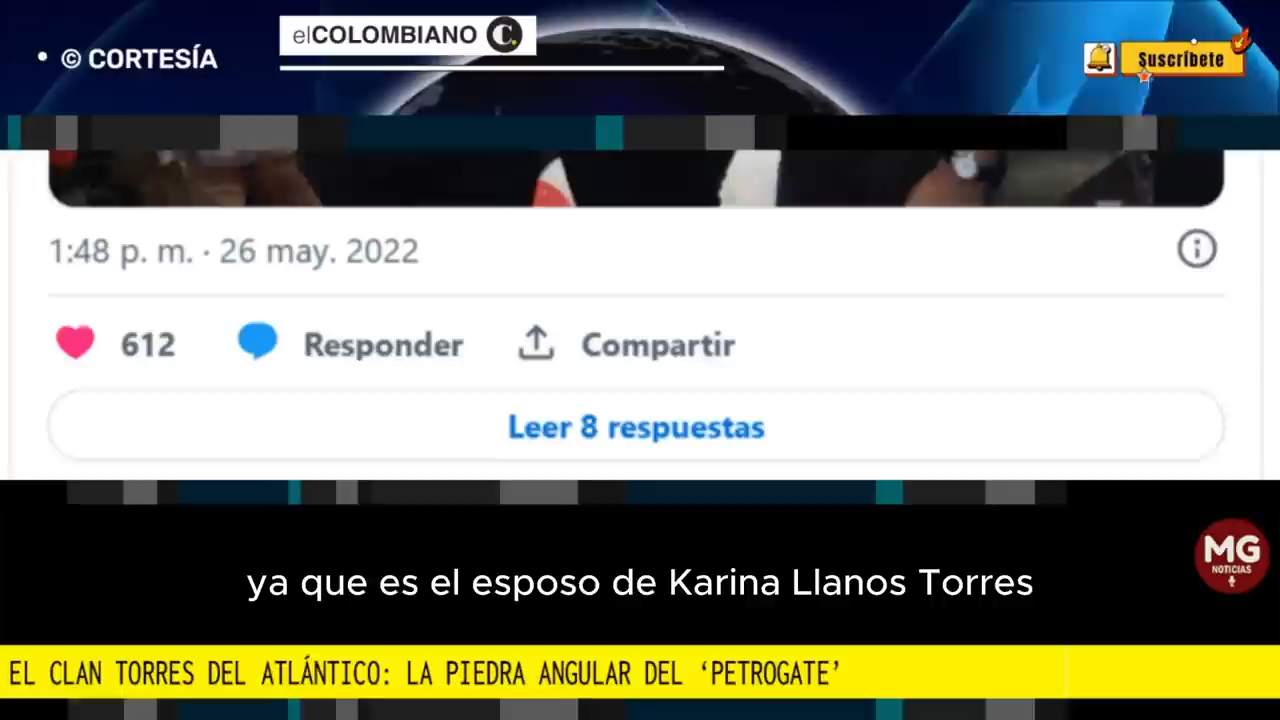 • © CORTESÍA
elCOLOMBIANO C.
Suscríbete
1:48 p. m. · 26 may. 2022
612 Responder Compartir
Leer 8 respuestas
MG
NOTICIAS
ya que es el esposo de Karina Llanos Torres
EL CLAN TORRES DEL ATLÁNTICO: LA PIEDRA ANGULAR DEL ‘PETROGATE’